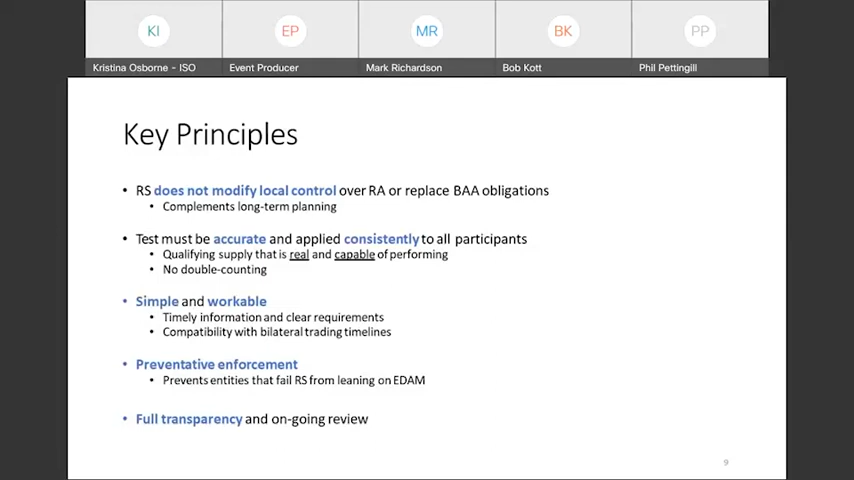 KI
EP
MR
BK
PP
Kristina Osborne - ISO
Event Producer
Mark Richardson
Bob Kott
Phil Pettingill
Key Principles
• RS does not modify local control over RA or replace BAA obligations
• Complements long-term planning
• Test must be accurate and applied consistently to all participants
• Qualifying supply that is real and capable of performing
• No double-counting
• Simple and workable
• Timely information and clear requirements
• Compatibility with bilateral trading timelines
• Preventative enforcement
• Prevents entities that fail RS from leaning on EDAM
• Full transparency and on-going review
9